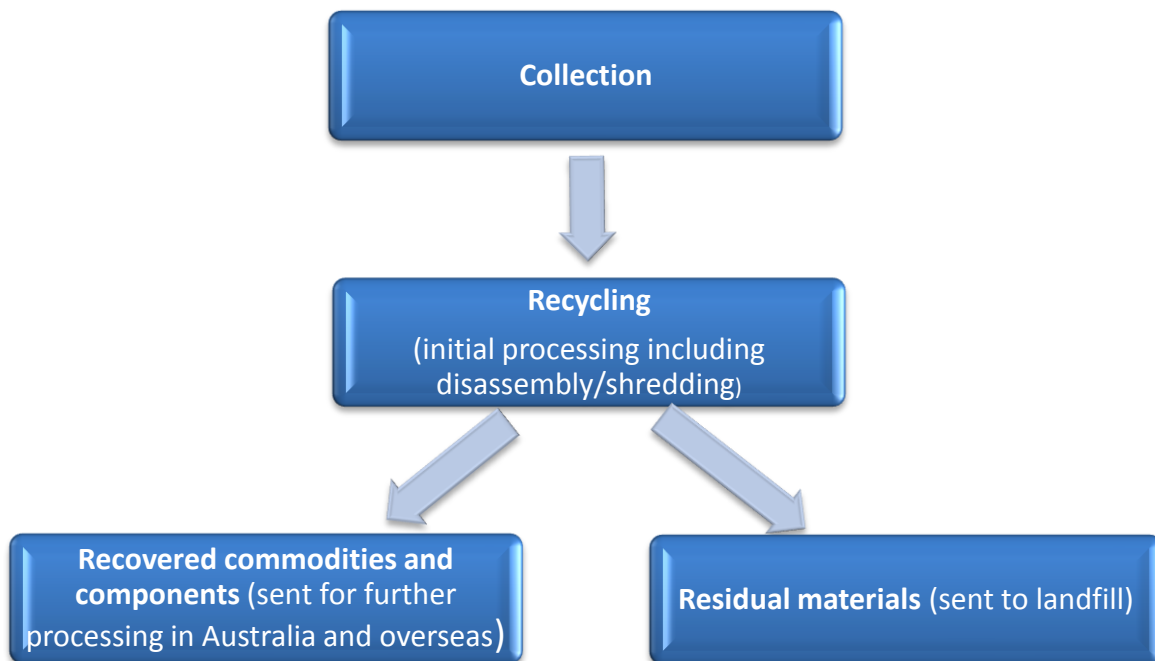 Collection
Recycling
(initial processing including
disassembly/shredding)
Recovered commodities and
components (sent for further
processing in Australia and overseas)
Residual materials (sent to landfill)